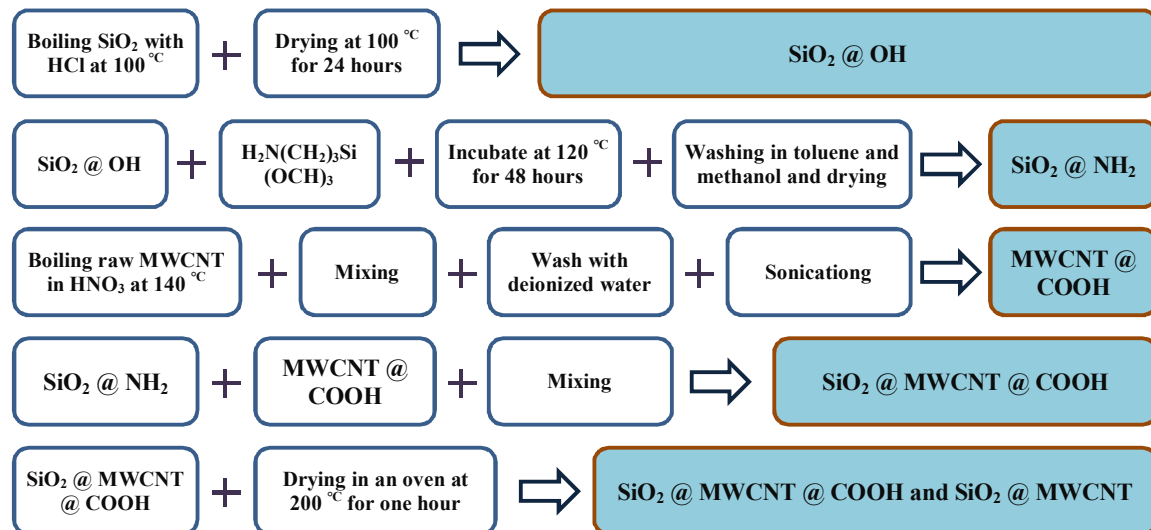 Boiling SiO₂ with
HCl at 100 ℃
+
Drying at 100 ℃
for 24 hours
SiO₂ @ OH
SiO₂ @ OH
+
H₂N(CH₂)₃Si
(OCH)₃
+
Incubate at 120 ℃
for 48 hours
+
Washing in toluene and
methanol and drying
SiO₂ @ NH₂
Boiling raw MWCNT
in HNO₃ at 140 ℃
+
Mixing
+
Wash with
deionized water
+
Sonicationg
MWCNT @
COOH
SiO₂ @ NH₂
+
MWCNT @
COOH
+
Mixing
SiO₂ @ MWCNT @ COOH
SiO₂ @ MWCNT
@ COOH
+
Drying in an oven at
200 ℃ for one hour
SiO₂ @ MWCNT @ COOH and SiO₂ @ MWCNT